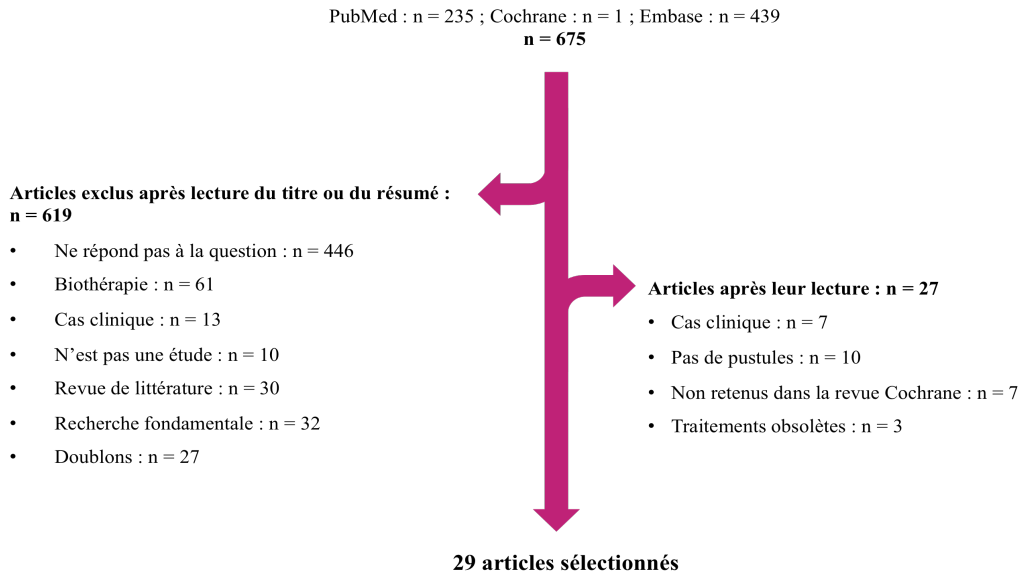 PubMed : n = 235 ; Cochrane : n = 1 ; Embase : n = 439
n = 675
Articles exclus après lecture du titre ou du résumé :
n = 619
• Ne répond pas à la question : n = 446
• Biothérapie : n = 61
• Cas clinique : n = 13
• N’est pas une étude : n = 10
• Revue de littérature : n = 30
• Recherche fondamentale : n = 32
• Doublons : n = 27
Articles après leur lecture : n = 27
• Cas clinique : n = 7
• Pas de pustules : n = 10
• Non retenus dans la revue Cochrane : n = 7
• Traitements obsolètes : n = 3
29 articles sélectionnés